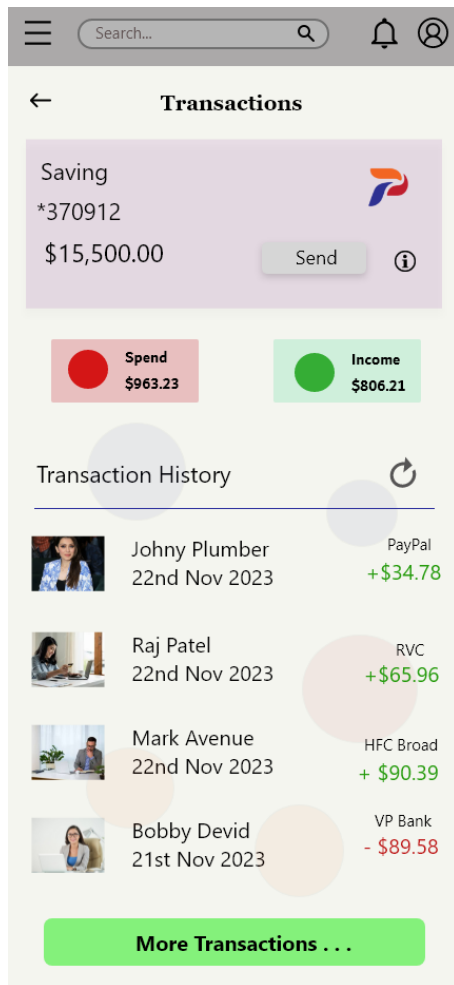 Search...
Transactions
Saving
*370912
$15,500.00
Send
Spend
$963.23
Income
$806.21
Transaction History
Johny Plumber
PayPal
22nd Nov 2023
+$34.78
Raj Patel
RVC
22nd Nov 2023
+$65.96
Mark Avenue
HFC Broad
22nd Nov 2023
+ $90.39
Bobby Devid
VP Bank
21st Nov 2023
- $89.58
More Transactions . . .